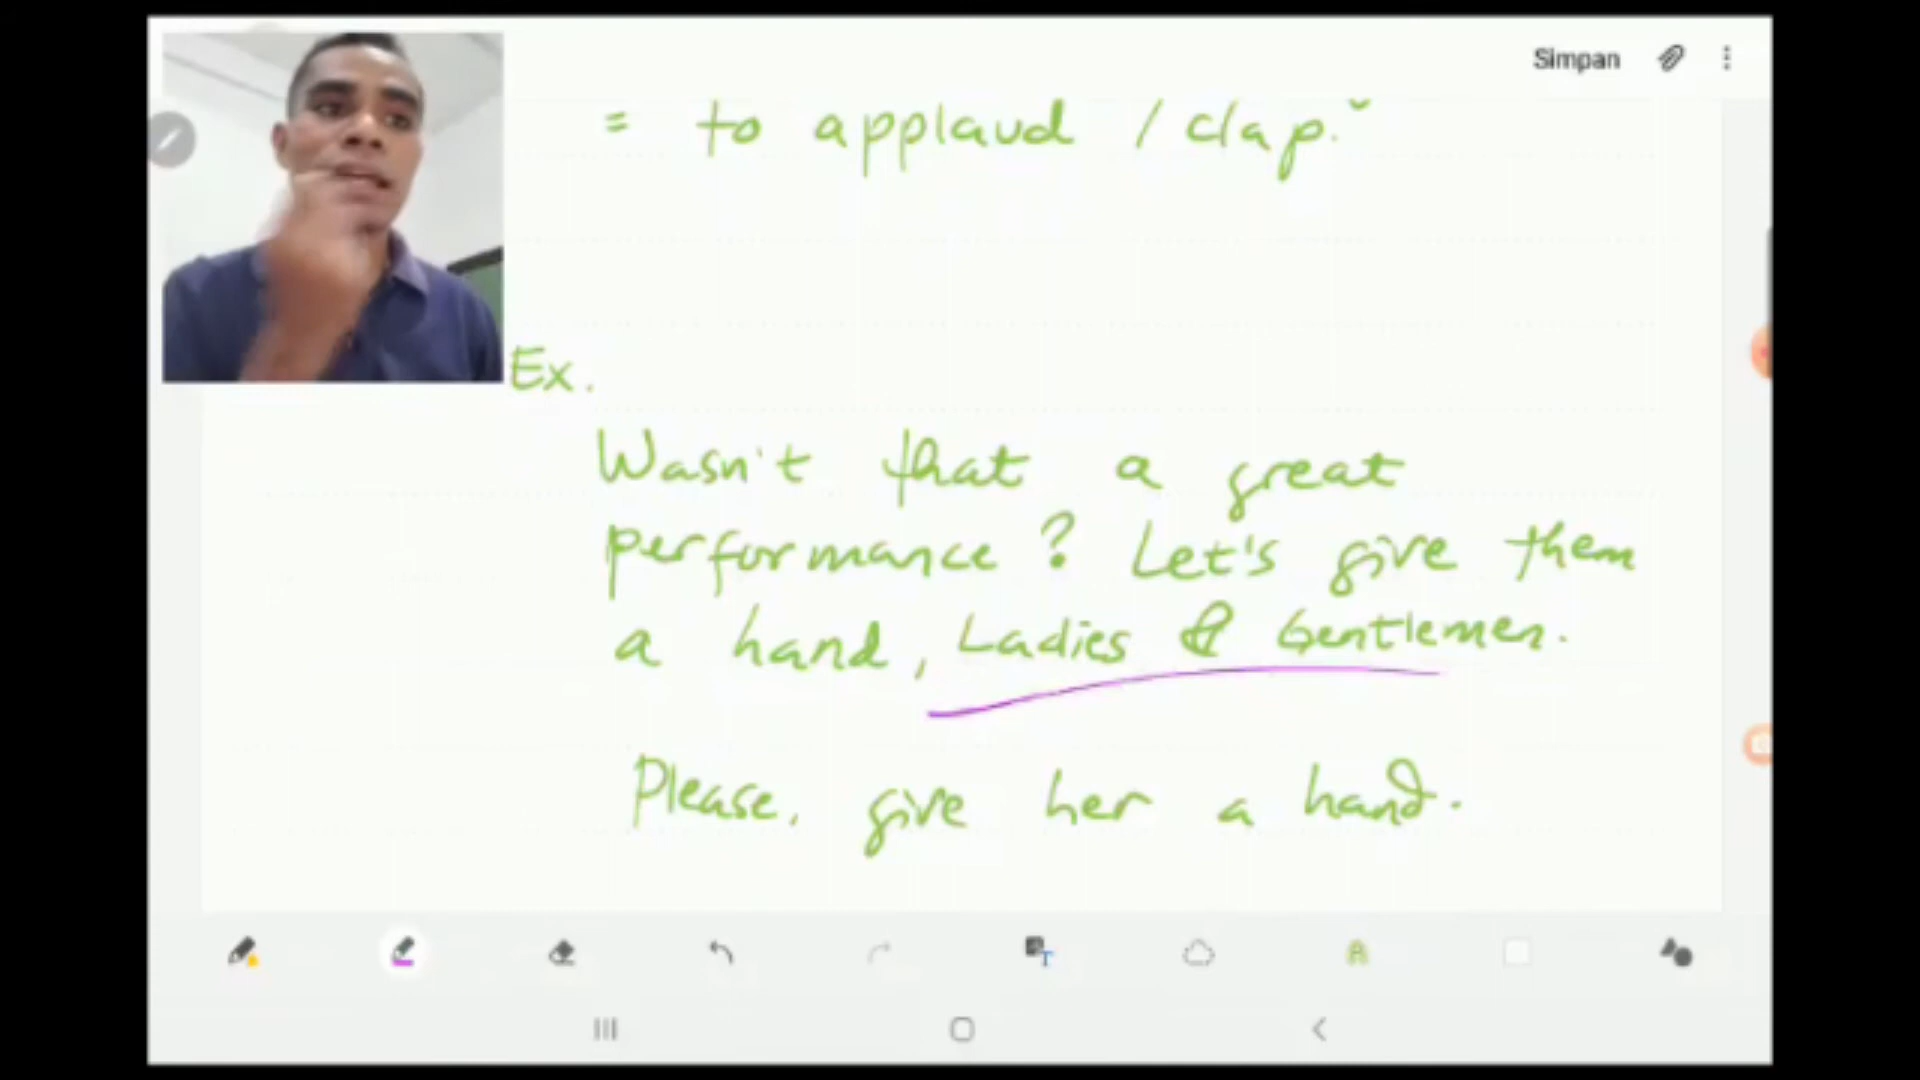 Simpan
= to applaud / clap.
Ex.
Wasn't that a great
performance? Let's give them
a hand, Ladies & Gentlemen.
Please, give her a hand.